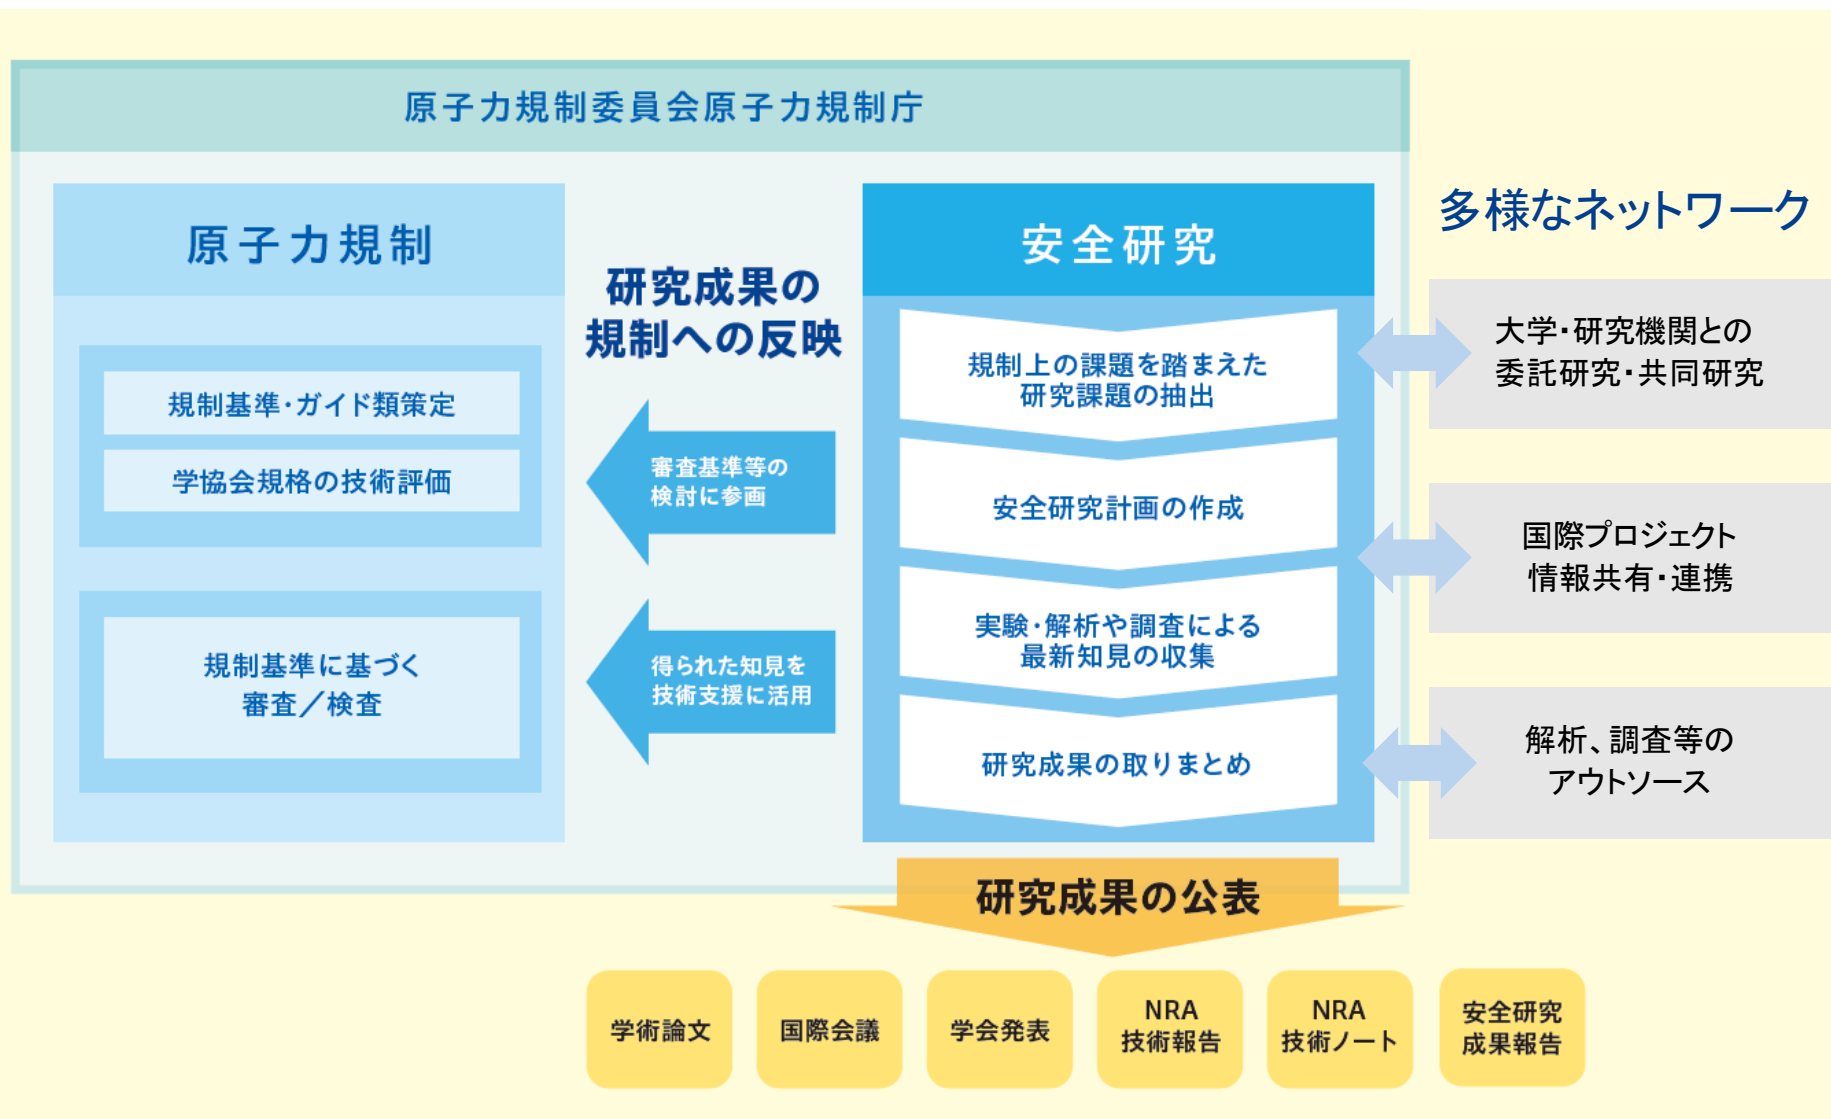 原子力規制委員会原子力規制庁
原子力規制
規制基準・ガイド類策定
学協会規格の技術評価
規制基準に基づく
審査／検査
研究成果の
規制への反映
審査基準等の
検討に参画
得られた知見を
技術支援に活用
安全研究
規制上の課題を踏まえた
研究課題の抽出
安全研究計画の作成
実験・解析や調査による
最新知見の収集
研究成果の取りまとめ
多様なネットワーク
大学・研究機関との
委託研究・共同研究
国際プロジェクト
情報共有・連携
解析、調査等の
アウトソース
研究成果の公表
学術論文
国際会議
学会発表
NRA
技術報告
NRA
技術ノート
安全研究
成果報告